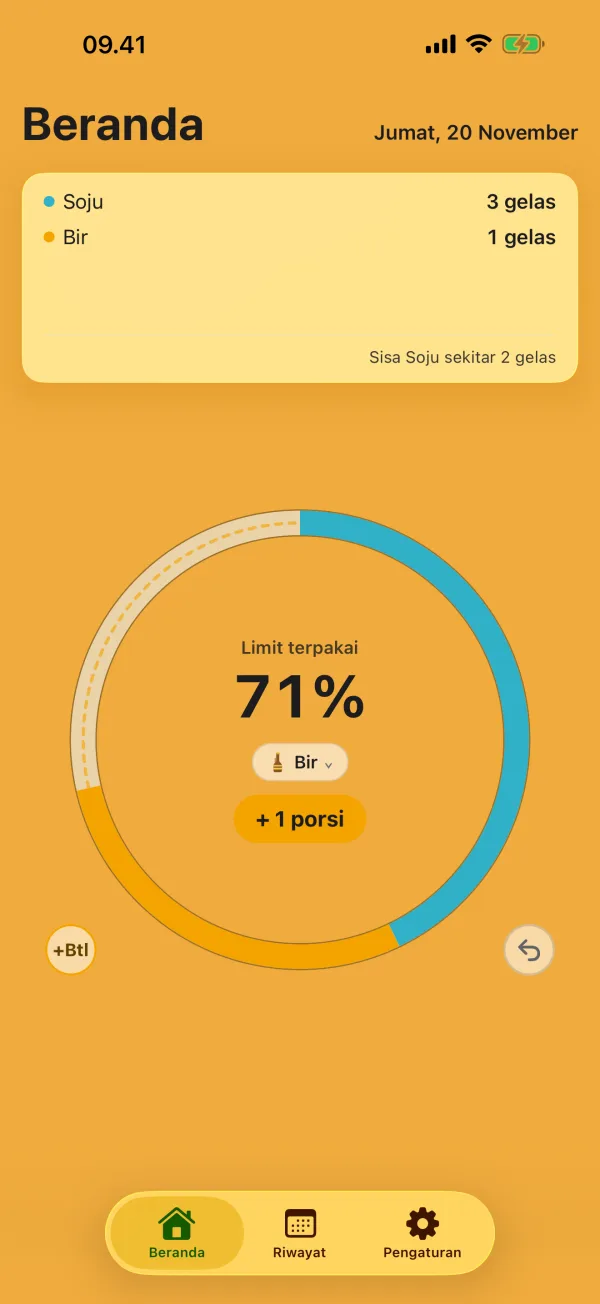 09.41
Beranda
Jumat, 20 November
Soju 3 gelas
Bir 1 gelas
Sisa Soju sekitar 2 gelas
Limit terpakai
71%
Bir
+ 1 porsi
+Btl
Beranda
Riwayat
Pengaturan